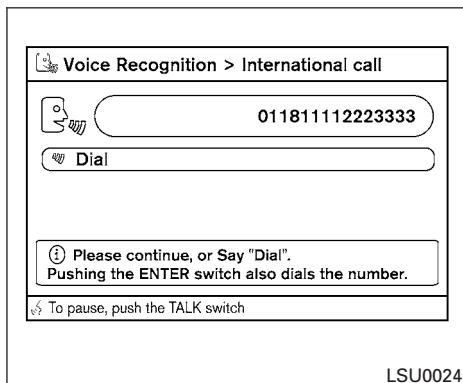 Voice Recognition > International call
011811112223333
Dial
Please continue, or Say "Dial".
Pushing the ENTER switch also dials the number.
To pause, push the TALK switch
LSU0024